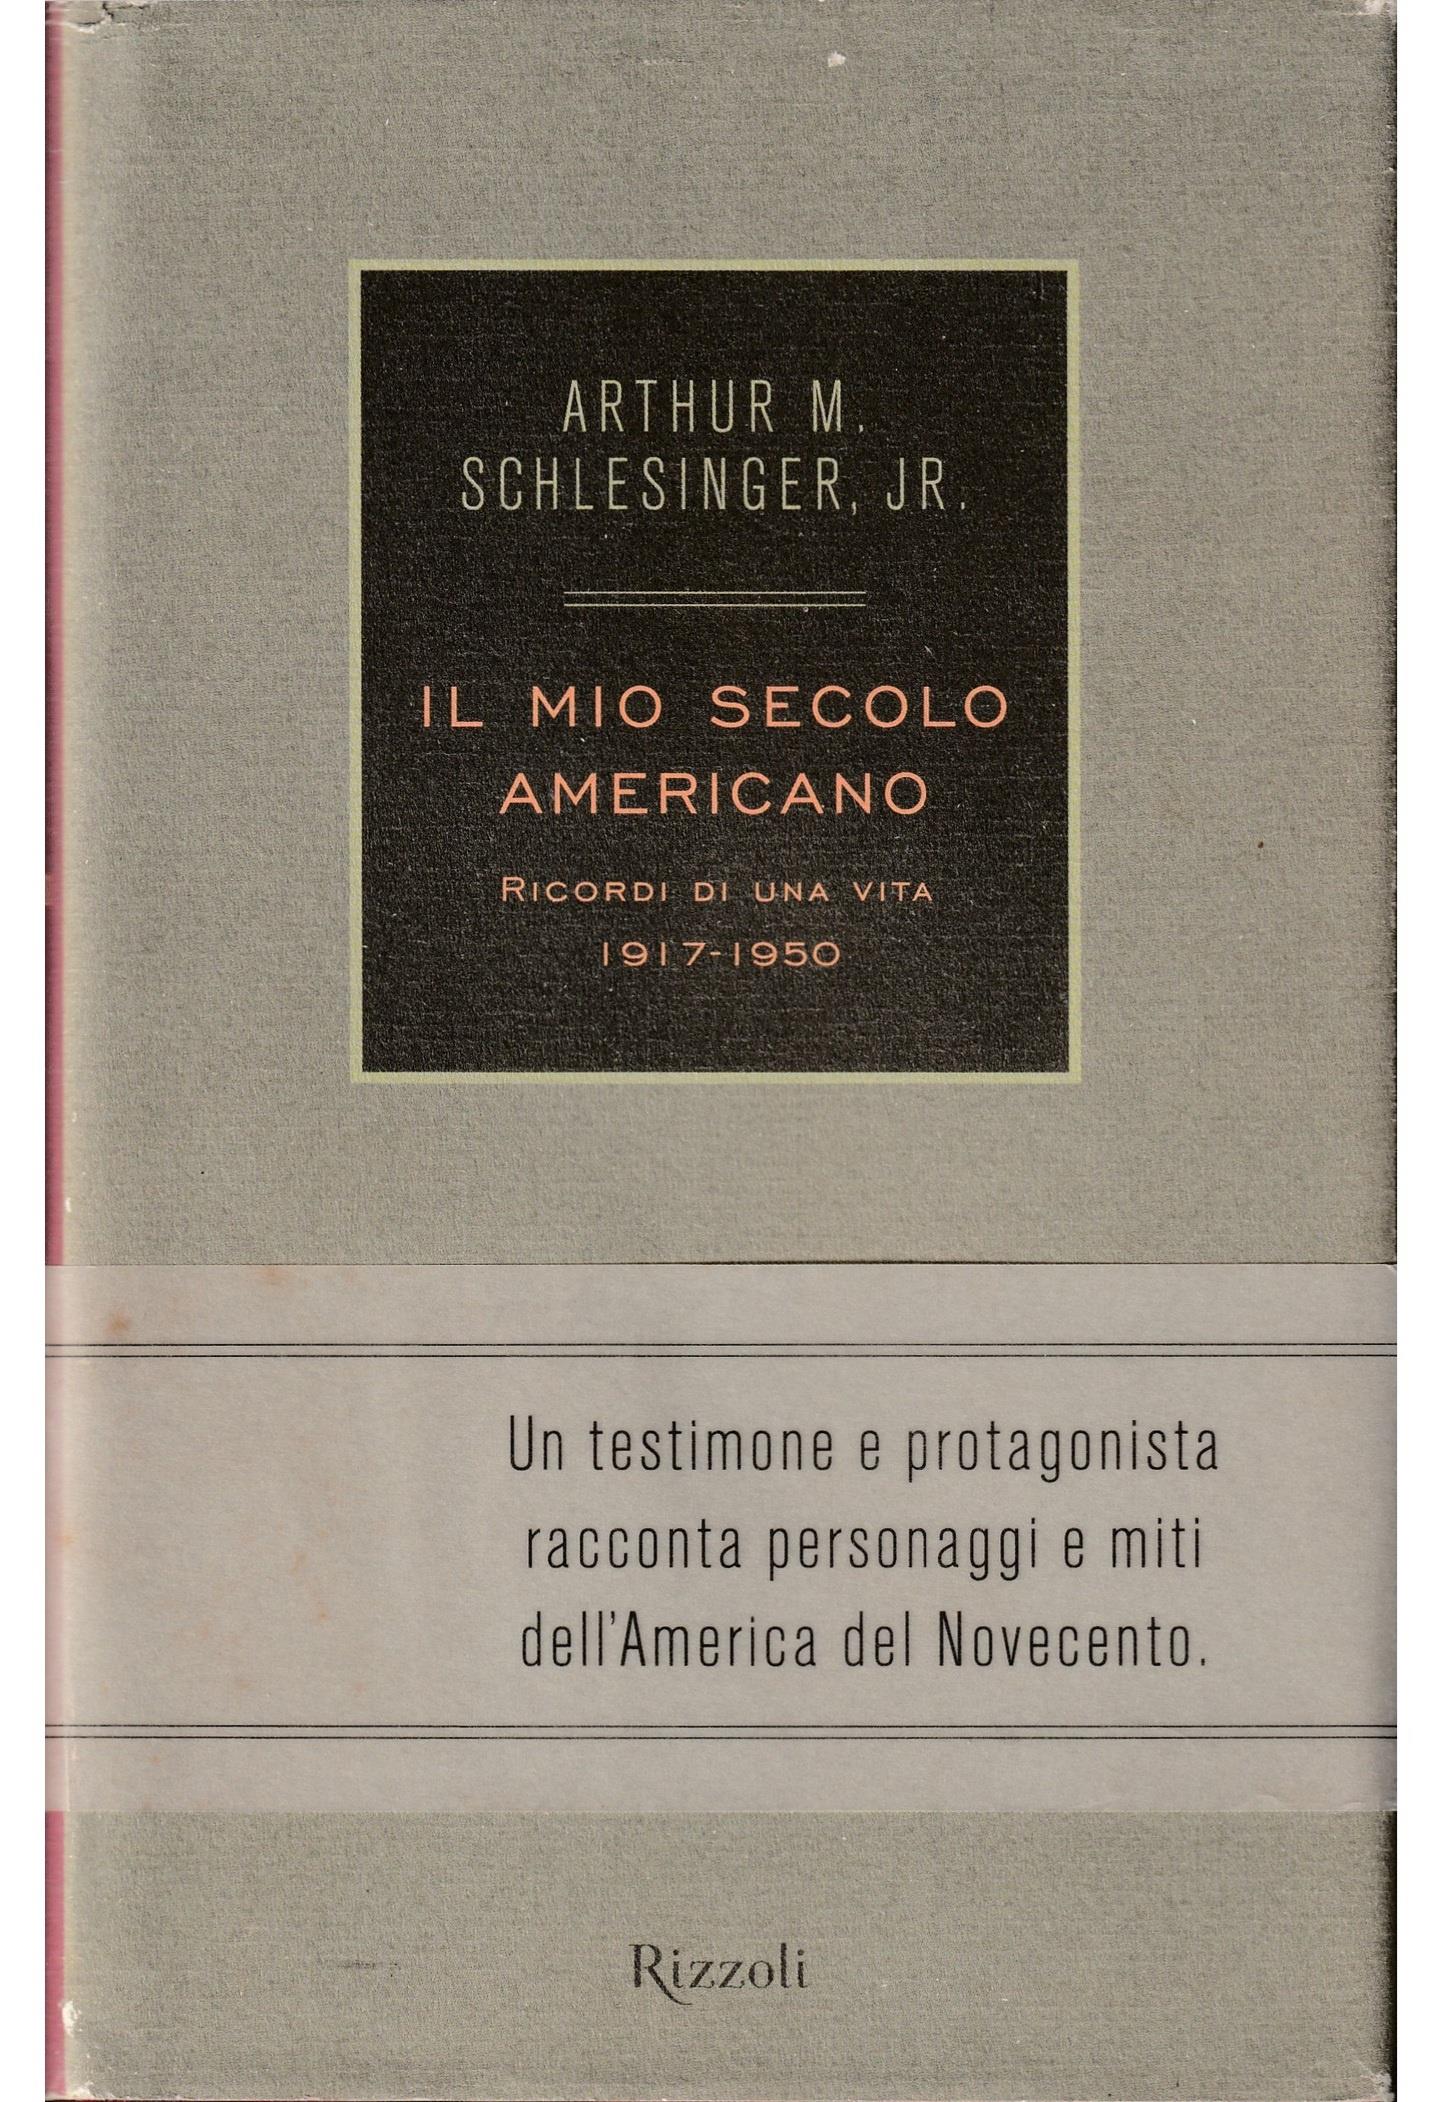 ARTHUR M.
SCHLESINGER, JR.
IL MIO SECOLO
AMERICANO
RICORDI DI UNA VITA
1917-1950
Un testimone e protagonista
racconta personaggi e miti
dell'America del Novecento.
Rizzoli